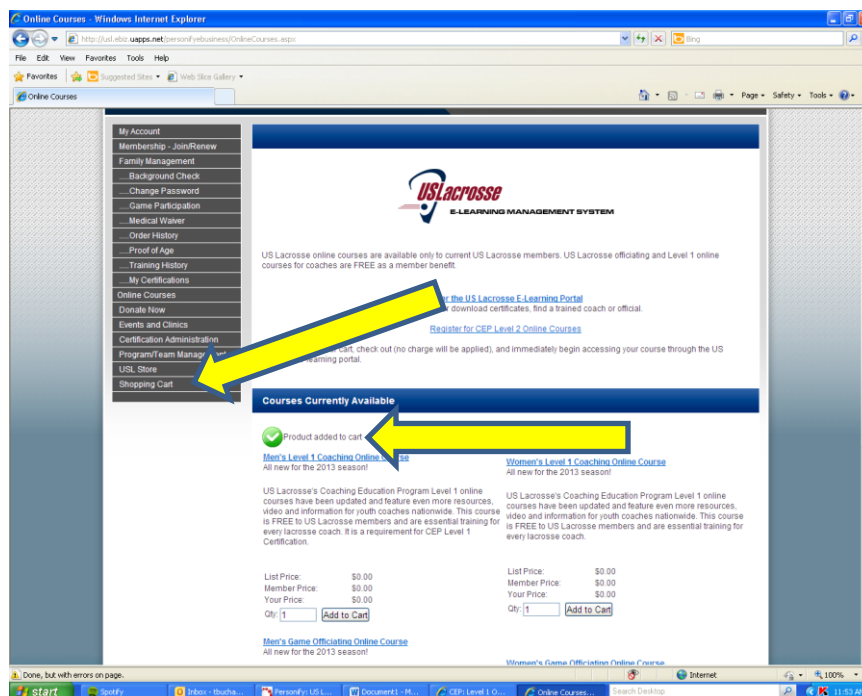 Online Courses - Windows Internet Explorer
http://usl.ebiz.uapps.net/personifyebusiness/OnlineCourses.aspx
Bing
File Edit View Favorites Tools Help
Favorites Suggested Sites Web Slice Gallery
Online Courses
Page Safety Tools
My Account
Membership - Join/Renew
Family Management
....Background Check
....Change Password
....Game Participation
....Medical Waiver
....Order History
....Proof of Age
....Training History
....My Certifications
Online Courses
Donate Now
Events and Clinics
Certification Administration
Program/Team
USL Store
Shopping Cart
USLacrosse
E-LEARNING MANAGEMENT SYSTEM
US Lacrosse online courses are available only to current US Lacrosse members. US Lacrosse officiating and Level 1 online
courses for coaches are FREE as a member benefit.
the US Lacrosse E-Learning Portal
download certificates, find a trained coach or official.
Register for CEP Level 2 Online Courses
cart, check out (no charge will be applied), and immediately begin accessing your course through the US
learning portal.
Courses Currently Available
Product added to cart
Men's Level 1 Coaching Online Course
All new for the 2013 season!
US Lacrosse's Coaching Education Program Level 1 online
courses have been updated and feature even more resources,
video and information for youth coaches nationwide. This course
is FREE to US Lacrosse members and are essential training for
every lacrosse coach. It is a requirement for CEP Level 1
Certification.
List Price: $0.00
Member Price: $0.00
Your Price: $0.00
Qty: 1 Add to Cart
Men's Game Officiating Online Course
All new for the 2013 season!
Women's Level 1 Coaching Online Course
All new for the 2013 season!
US Lacrosse's Coaching Education Program Level 1 online
courses have been updated and feature even more resources,
video and information for youth coaches nationwide. This course
is FREE to US Lacrosse members and are essential training for
every lacrosse coach.
List Price: $0.00
Member Price: $0.00
Your Price: $0.00
Qty: 1 Add to Cart
Women's Game Officiating Online Course
Done, but with errors on page.
Internet
100%
start Spotify Inbox - tbucha... Personify: US L... Document1 - M... CEP: Level 1 O... Online Courses... Search Desktop 11:53 AM